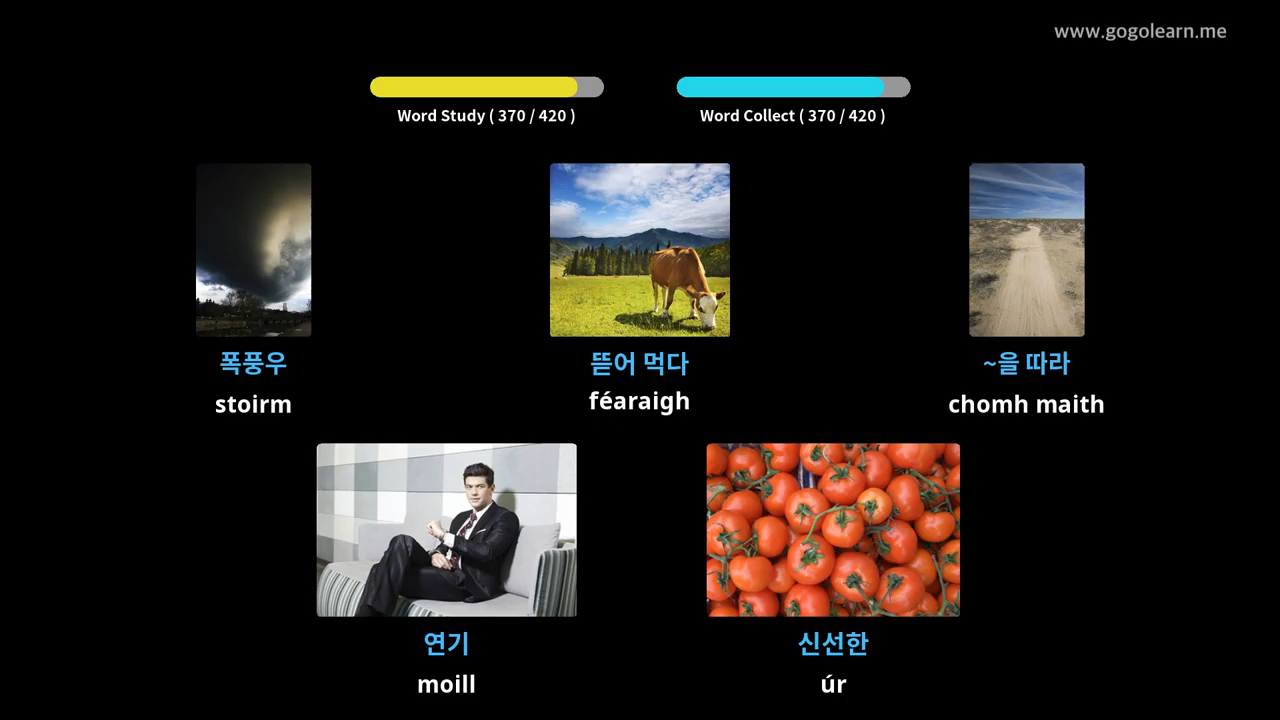 www.gogolearn.me
Word Study ( 370 / 420 )
Word Collect ( 370 / 420 )
폭풍우
stoirm
뜯어 먹다
féaraigh
~을 따라
chomh maith
연기
moill
신선한
úr